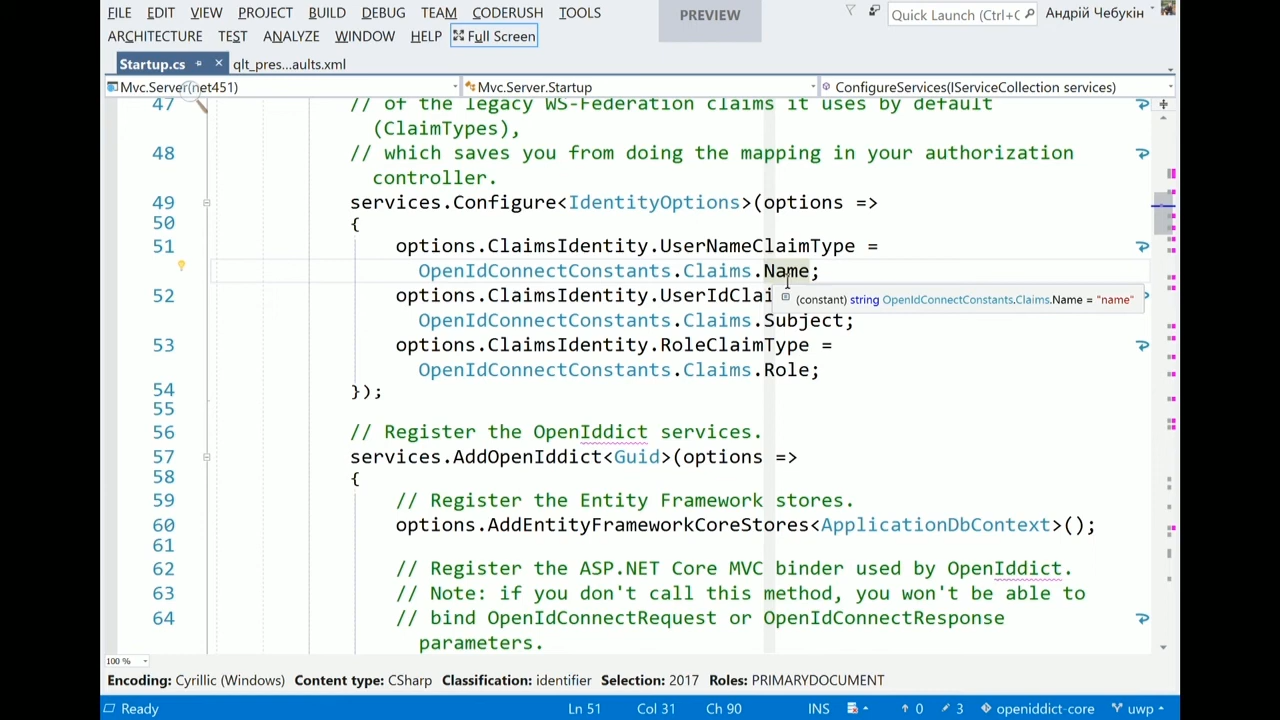 FILE EDIT VIEW PROJECT BUILD DEBUG TEAM CODERUSH TOOLS
PREVIEW
Quick Launch (Ctrl+Q
Андрій Чебукін
ARCHITECTURE TEST ANALYZE WINDOW HELP Full Screen
Startup.cs
qlt_pres...aults.xml
Mvc.Server(net451)
Mvc.Server.Startup
ConfigureServices(IServiceCollection services)
47 // of the legacy WS-Federation claims it uses by default
(ClaimTypes),
48 // which saves you from doing the mapping in your authorization
controller.
49 services.Configure<IdentityOptions>(options =>
50 {
51 options.ClaimsIdentity.UserNameClaimType =
OpenIdConnectConstants.Claims.Name;
52 options.ClaimsIdentity.UserIdClai
(constant) string OpenIdConnectConstants.Claims.Name = "name"
OpenIdConnectConstants.Claims.Subject;
53 options.ClaimsIdentity.RoleClaimType =
OpenIdConnectConstants.Claims.Role;
54 });
55
56 // Register the OpenIddict services.
57 services.AddOpenIddict<Guid>(options =>
58 {
59 // Register the Entity Framework stores.
60 options.AddEntityFrameworkCoreStores<ApplicationDbContext>();
61
62 // Register the ASP.NET Core MVC binder used by OpenIddict.
63 // Note: if you don't call this method, you won't be able to
64 // bind OpenIdConnectRequest or OpenIdConnectResponse
parameters.
100 %
Encoding: Cyrillic (Windows) Content type: CSharp Classification: identifier Selection: 2017 Roles: PRIMARYDOCUMENT
Ready Ln 51 Col 31 Ch 90 INS 0 3 openiddict-core uwp